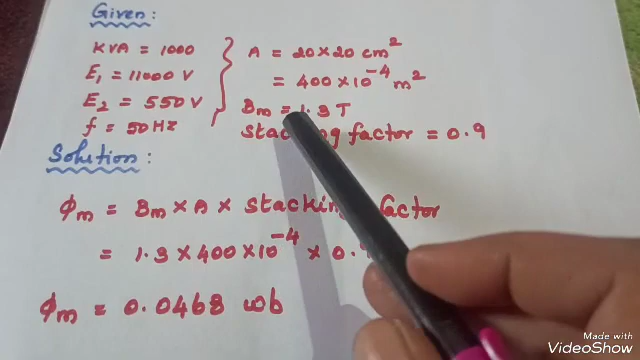 Given:
KVA = 1000
E₁ = 11000 V
E₂ = 550 V
f = 50 HZ
A = 20 × 20 cm²
= 400 × 10⁻⁴ m²
Bm = 1.3 T
stacking factor = 0.9
Solution
φm = Bm × A × stacking factor
= 1.3 × 400 × 10⁻⁴ × 0.9
φm = 0.0468 wb
Made With
VideoShow